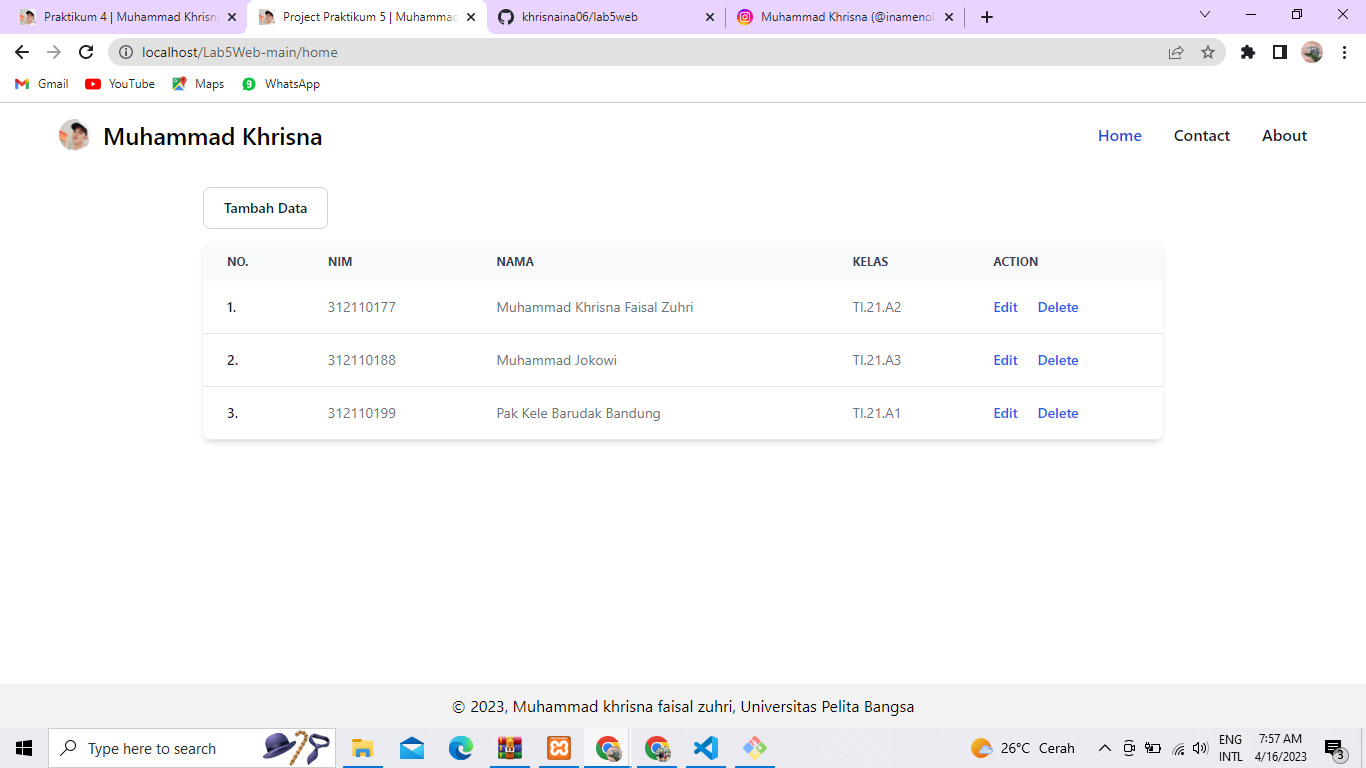 Praktikum 4 | Muhammad Khrisn
Project Praktikum 5 | Muhammad
khrisnaina06/lab5web
Muhammad Khrisna (@inameno
localhost/Lab5Web-main/home
Gmail YouTube Maps 9 WhatsApp
Muhammad Khrisna
Home Contact About
Tambah Data
NO. NIM NAMA KELAS ACTION
1. 312110177 Muhammad Khrisna Faisal Zuhri TI.21.A2 Edit Delete
2. 312110188 Muhammad Jokowi TI.21.A3 Edit Delete
3. 312110199 Pak Kele Barudak Bandung TI.21.A1 Edit Delete
© 2023, Muhammad khrisna faisal zuhri, Universitas Pelita Bangsa
Type here to search
26°C Cerah
ENG
INTL
7:57 AM
4/16/2023
3